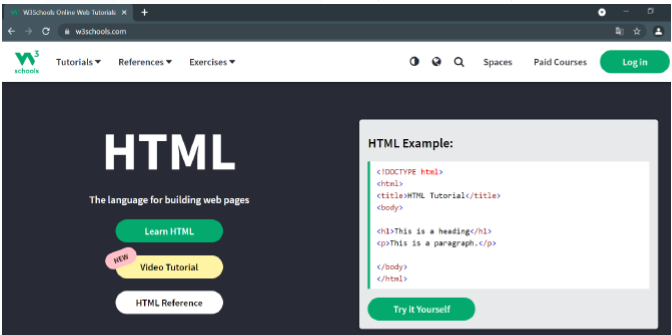 W3Schools Online Web Tutorials
w3schools.com
W3 schools
Tutorials References Exercises Spaces Paid Courses Log in
HTML
The language for building web pages
Learn HTML
NEW
Video Tutorial
HTML Reference
HTML Example:
<!DOCTYPE html>
<html>
<title>HTML Tutorial</title>
<body>
<h1>This is a heading</h1>
<p>This is a paragraph.</p>
</body>
</html>
Try it Yourself